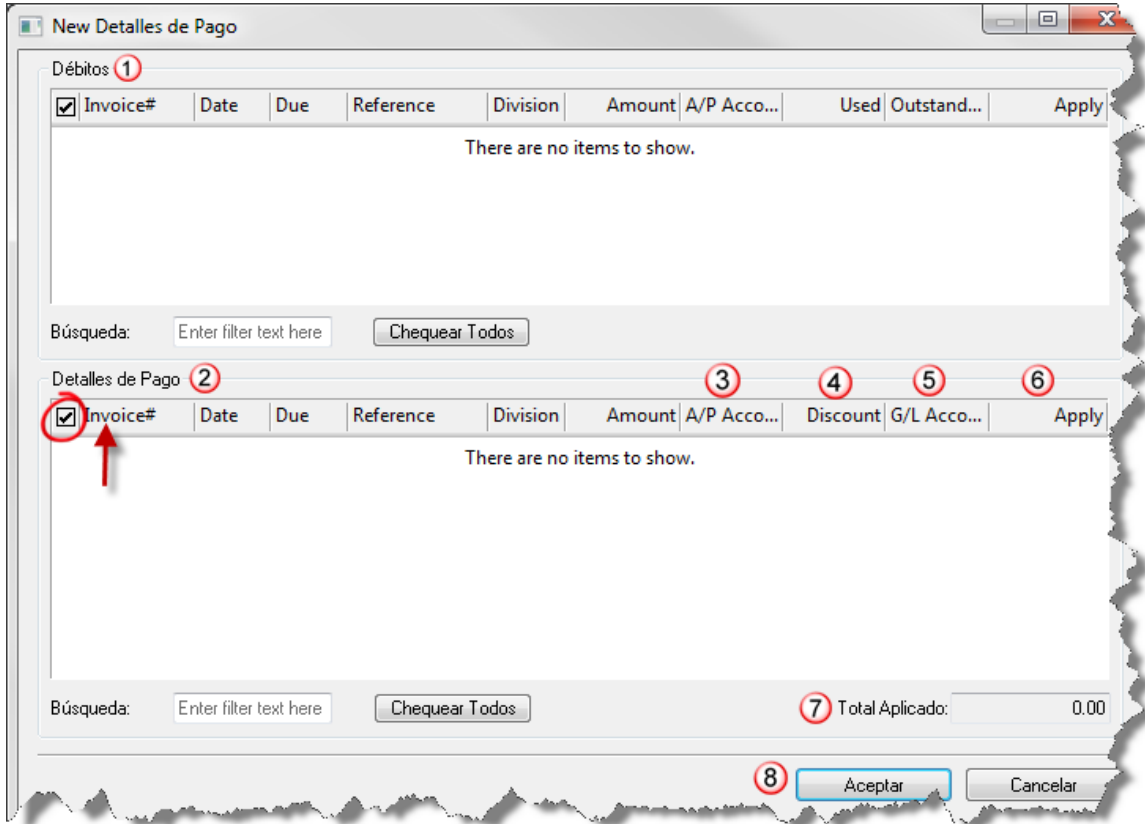 New Detalles de Pago
Débitos 1
Invoice# Date Due Reference Division Amount A/P Acco... Used Outstand... Apply
There are no items to show.
Búsqueda: Enter filter text here Chequear Todos
Detalles de Pago 2 3 4 5 6
Invoice# Date Due Reference Division Amount A/P Acco... Discount G/L Acco... Apply
There are no items to show.
Búsqueda: Enter filter text here Chequear Todos 7 Total Aplicado: 0.00
8 Aceptar Cancelar